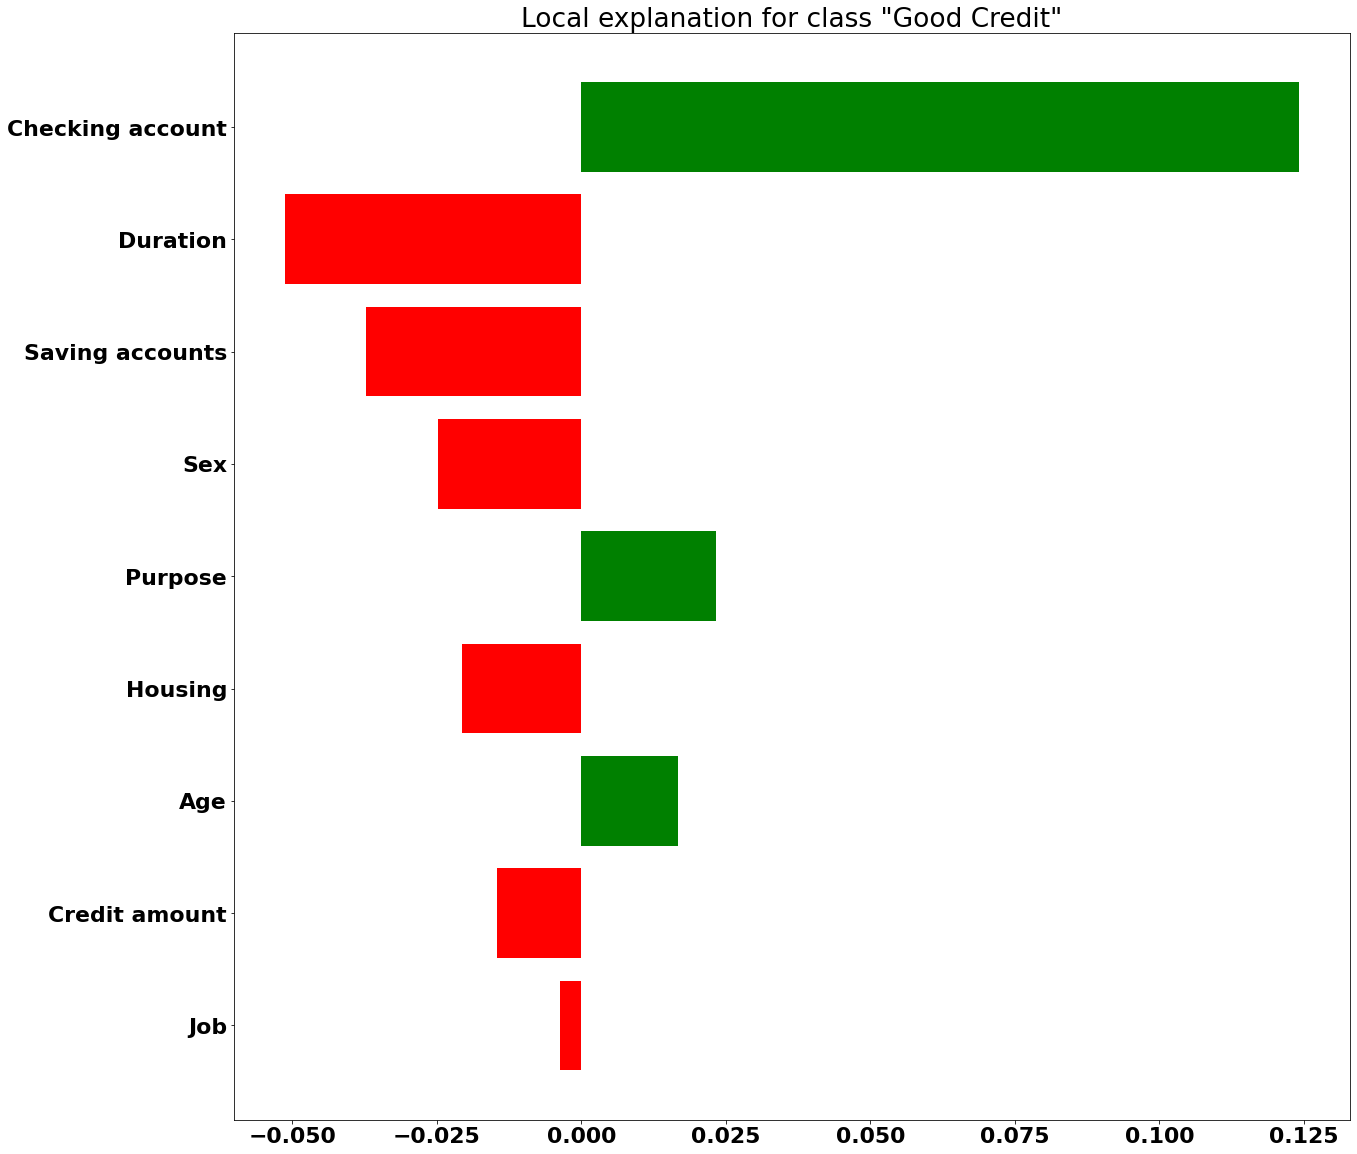 Local explanation for class "Good Credit"
Checking account
Duration
Saving accounts
Sex
Purpose
Housing
Age
Credit amount
Job
−0.050 −0.025 0.000 0.025 0.050 0.075 0.100 0.125